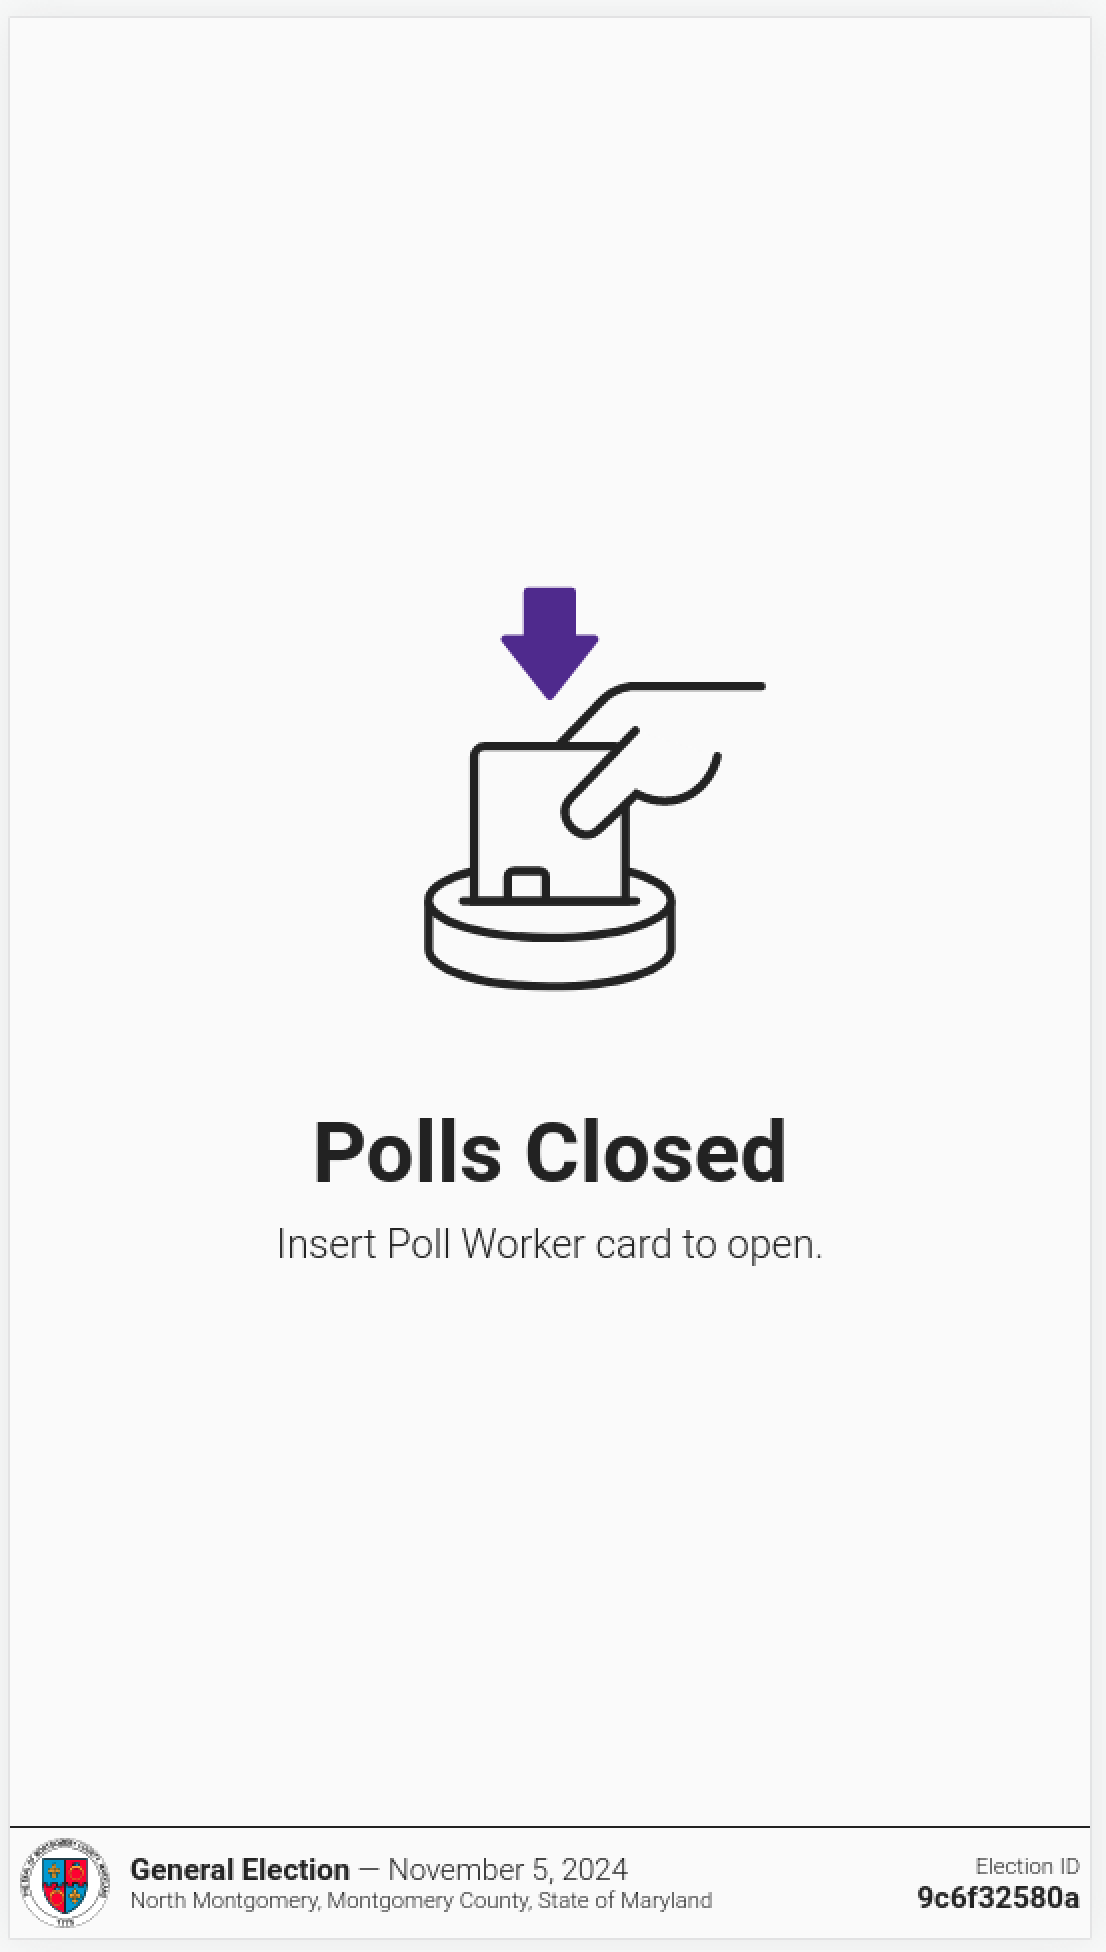 Polls Closed
Insert Poll Worker card to open.
General Election — November 5, 2024
North Montgomery, Montgomery County, State of Maryland
Election ID
9c6f32580a